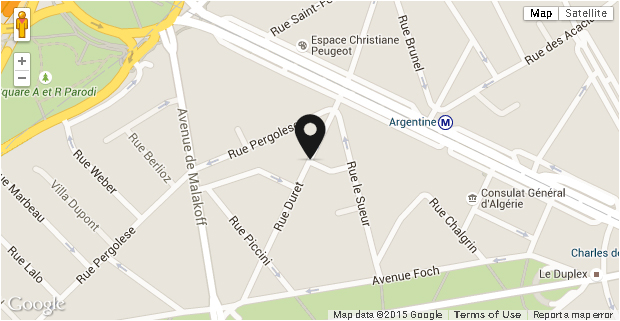 Rue Saint-Fe
Map
Satellite
Espace Christiane
Peugeot
Rue Brunel
Rue des Acacia
Square A et R Parodi
Argentine M
Rue Pergolese
Avenue de Malakoff
Rue Berlioz
Rue Weber
Villa Dupont
Rue le Sueur
Rue Marbeau
Consulat Général
d'Algérie
Rue Duret
Rue Chalgrin
Rue Piccini
Rue Pergolese
Rue Lalo
Charles de
Avenue Foch
Le Duplex
Google
Map data ©2015 Google
Terms of Use
Report a map error